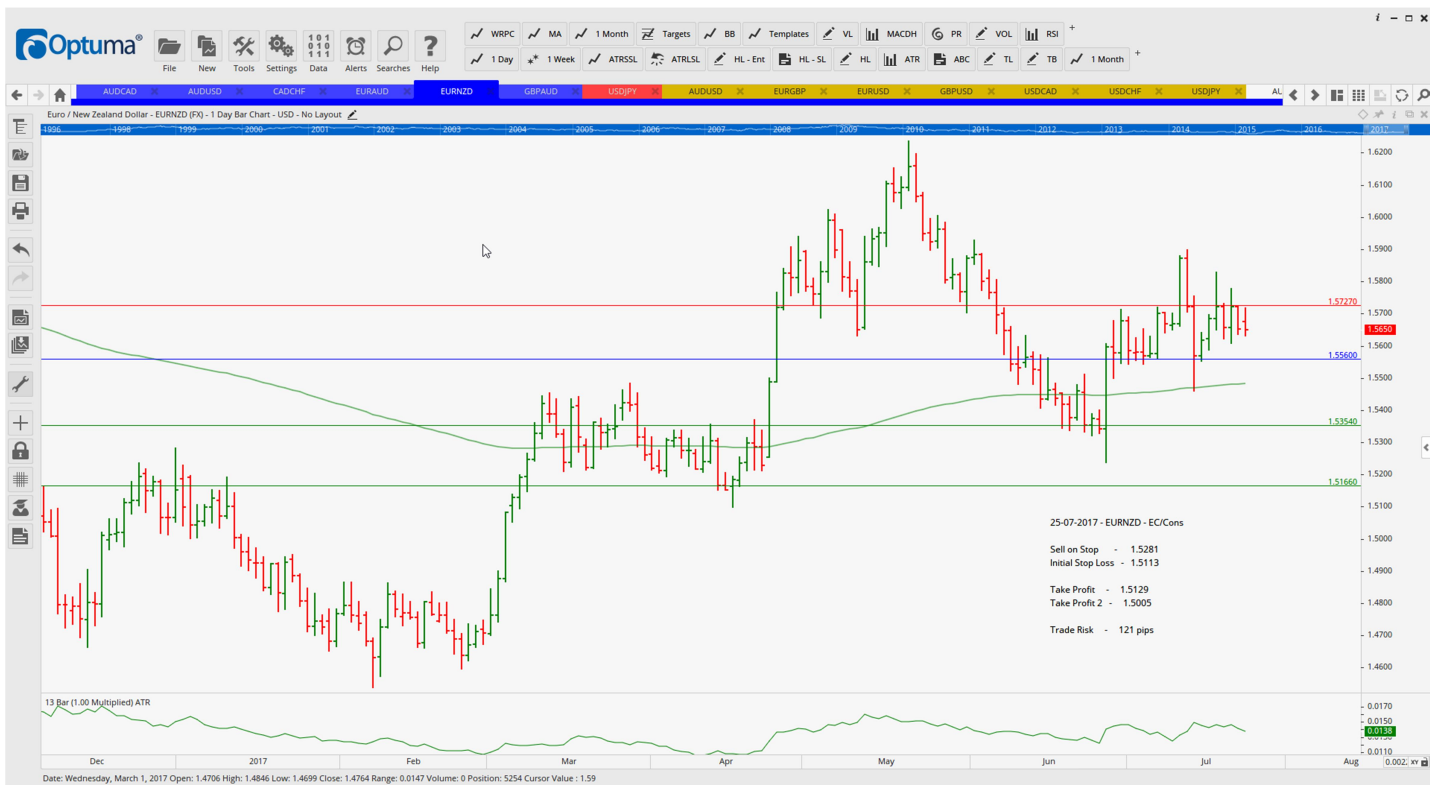 Optuma®
File New Tools Settings Data Alerts Searches Help
WRPC MA 1 Month Targets BB Templates VL MACDH PR VOL RSI
1 Day 1 Week ATRSSL ATRLSL HL - Ent HL - SL HL ATR ABC TL TB 1 Month
AUDCAD AUDUSD CADCHF EURAUD EURNZD GBPAUD USDJPY AUDUSD EURGBP EURUSD GBPUSD USDCAD USDCHF USDJPY AU
Euro / New Zealand Dollar - EURNZD (FX) - 1 Day Bar Chart - USD - No Layout
1996 1998 1999 2000 2001 2002 2003 2004 2005 2006 2007 2008 2009 2010 2011 2012 2013 2014 2015 2016 2017
1.6200
1.6100
1.6000
1.5900
1.5800
1.57270
1.5700
1.5650
1.5600
1.55600
1.5500
1.5400
1.53540
1.5300
1.5200
1.51660
1.5100
25-07-2017 - EURNZD - EC/Cons
1.5000
Sell on Stop - 1.5281
Initial Stop Loss - 1.5113
1.4900
Take Profit - 1.5129
Take Profit 2 - 1.5005
1.4800
Trade Risk - 121 pips
1.4700
1.4600
13 Bar (1.00 Multiplied) ATR
0.0170
0.0150
0.0138
0.0110
Dec 2017 Feb Mar Apr May Jun Jul Aug 0.002. XY
Date: Wednesday, March 1, 2017 Open: 1.4706 High: 1.4846 Low: 1.4699 Close: 1.4764 Range: 0.0147 Volume: 0 Position: 5254 Cursor Value : 1.59